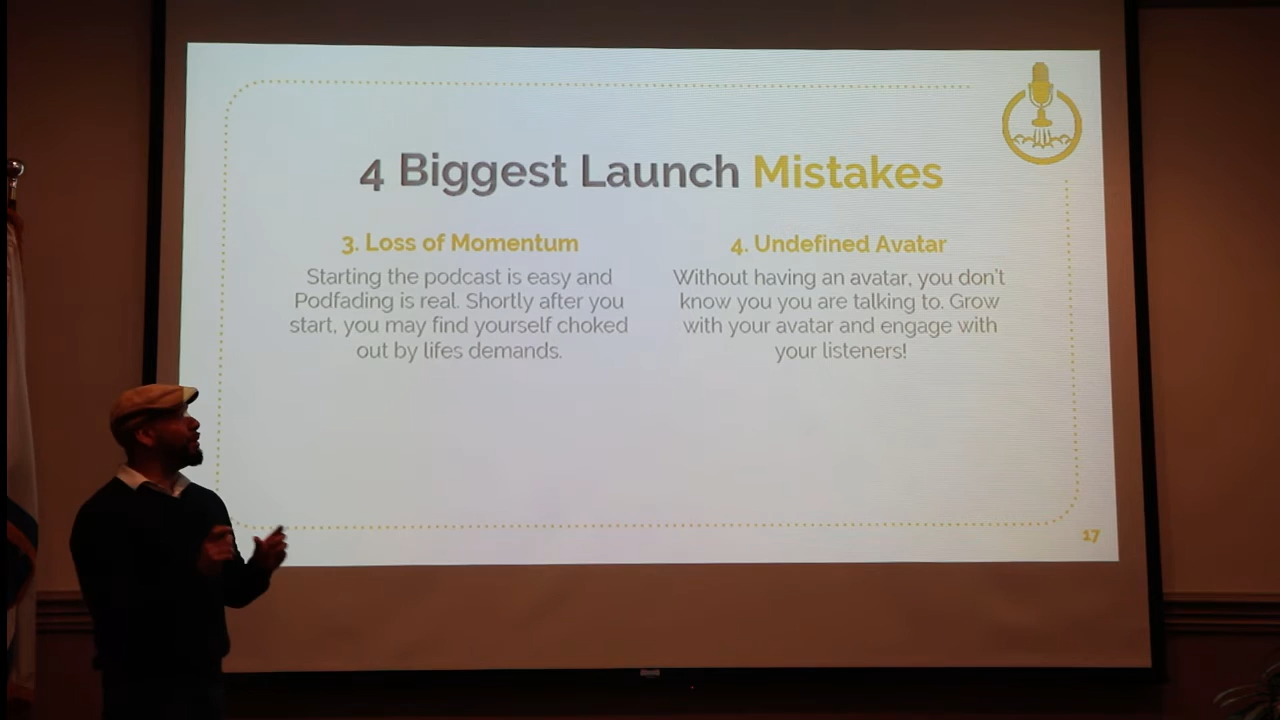 4 Biggest Launch Mistakes
3. Loss of Momentum
Starting the podcast is easy and
Podfading is real. Shortly after you
start, you may find yourself choked
out by lifes demands.
4. Undefined Avatar
Without having an avatar, you don't
know you you are talking to. Grow
with your avatar and engage with
your listeners!
17